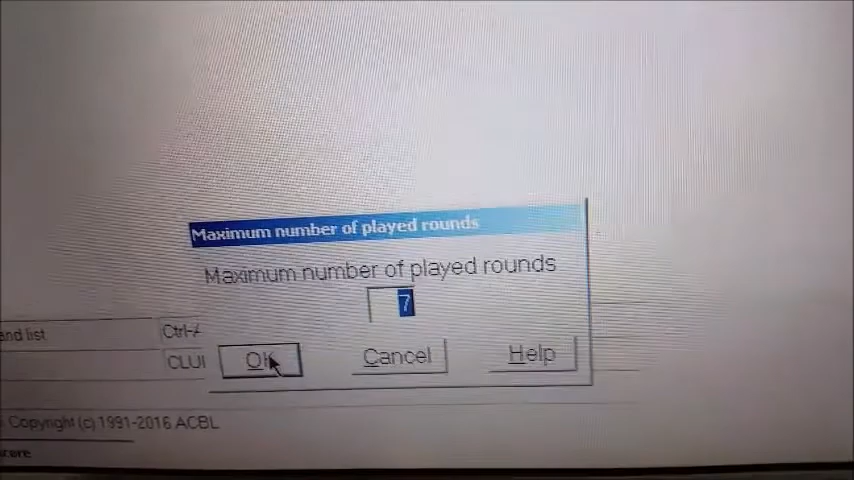 Maximum number of played rounds
Maximum number of played rounds
7
and list
Ctrl-
OK
Cancel
Help
CLUI
Copyright (c) 1991-2016 ACBL